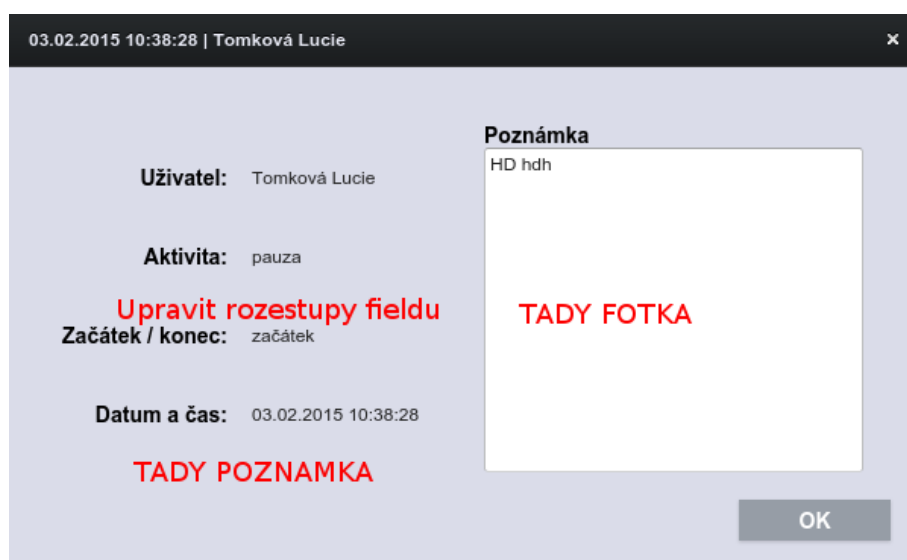 03.02.2015 10:38:28 | Tomková Lucie ×
Poznámka
HD hdh
Uživatel: Tomková Lucie
Aktivita: pauza
Upravit rozestupy fieldu
TADY FOTKA
Začátek / konec: začátek
Datum a čas: 03.02.2015 10:38:28
TADY POZNAMKA
OK